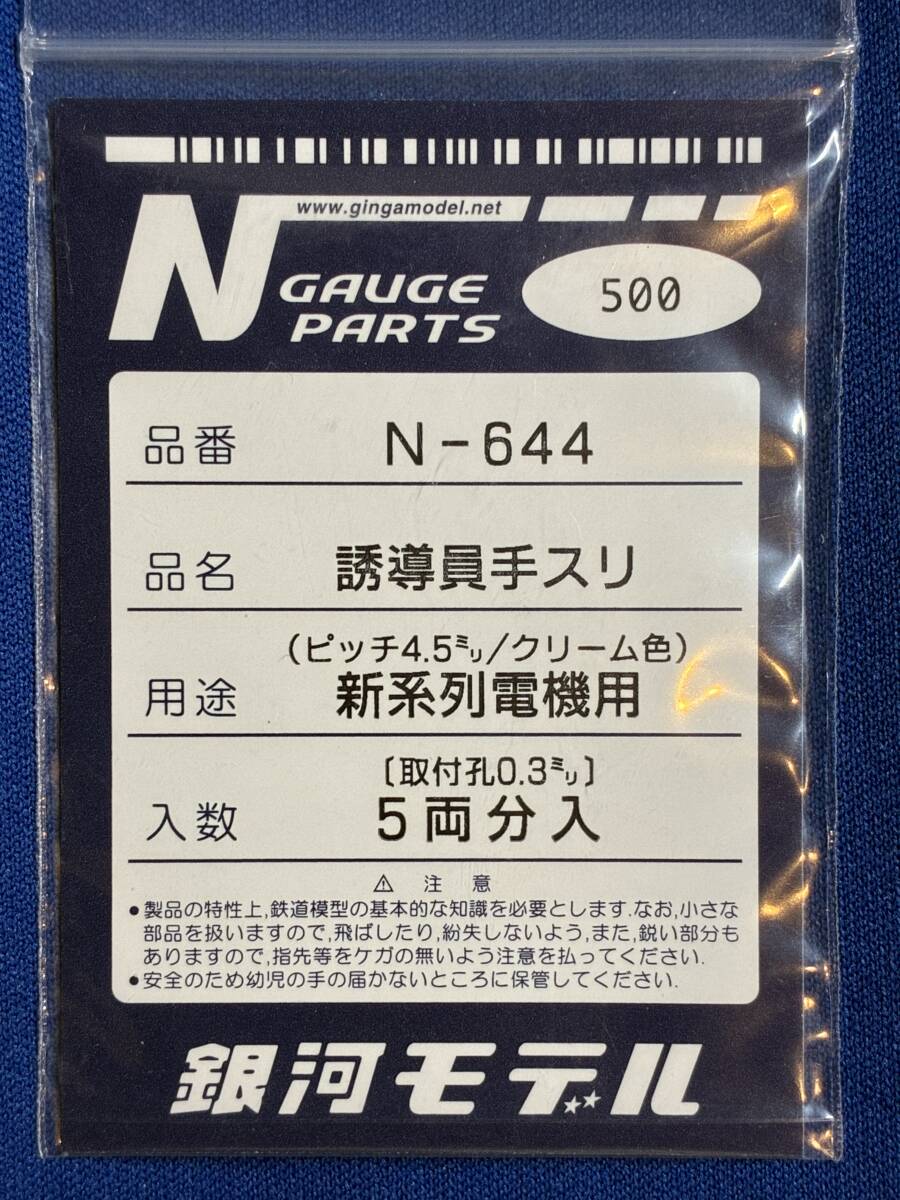 www.gingamodel.net
N GAUGE PARTS
500
品番 N-644
品名 誘導員手スリ
(ピッチ4.5㍉/クリーム色)
用途 新系列電機用
〔取付孔0.3㍉〕
入数 5両分入
⚠ 注意
●製品の特性上,鉄道模型の基本的な知識を必要とします.なお,小さな
部品を扱いますので,飛ばしたり,紛失しないよう,また,鋭い部分も
ありますので,指先等をケガの無いよう注意を払ってください.
●安全のため幼児の手の届かないところに保管してください.
銀河モデル